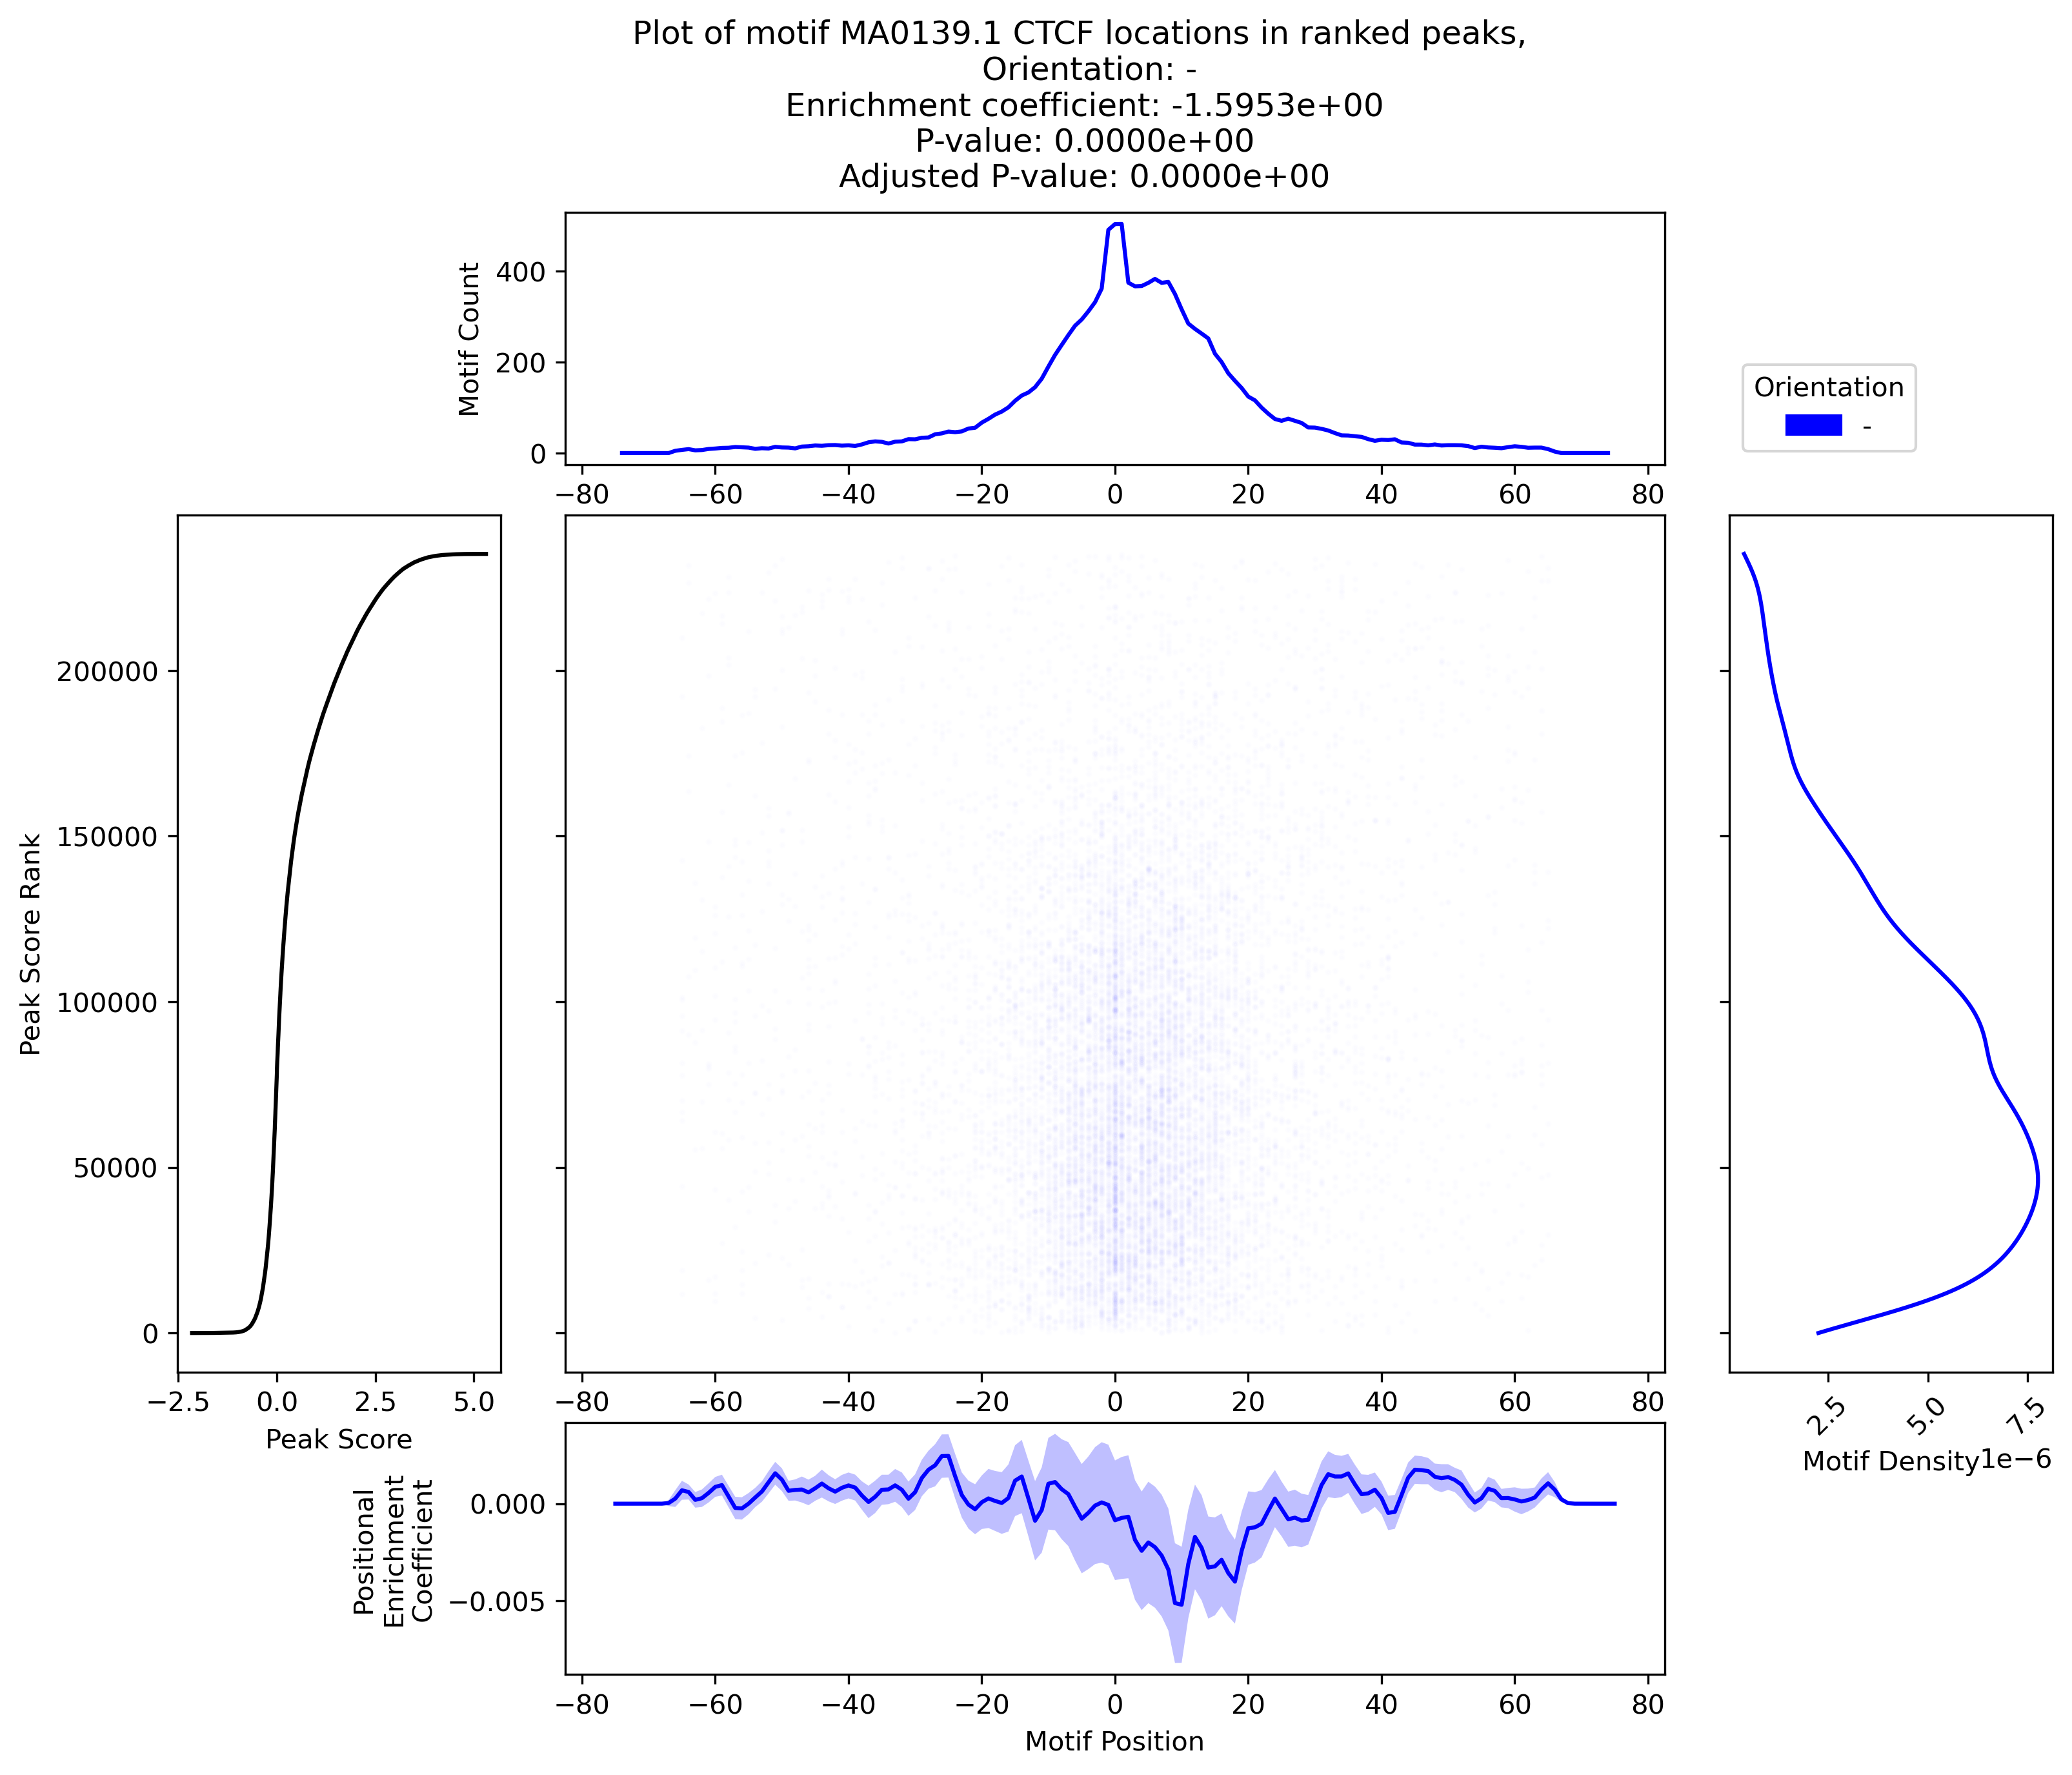 Plot of motif MA0139.1 CTCF locations in ranked peaks,
Orientation: -
Enrichment coefficient: -1.5953e+00
P-value: 0.0000e+00
Adjusted P-value: 0.0000e+00
Motif Count
400
200
0
−80 −60 −40 −20 0 20 40 60 80
Orientation
-
Peak Score Rank
200000
150000
100000
50000
0
−2.5 0.0 2.5 5.0
Peak Score
−80 −60 −40 −20 0 20 40 60 80
2.5 5.0 7.5
Motif Density
1e−6
Positional
Enrichment
Coefficient
0.000
−0.005
−80 −60 −40 −20 0 20 40 60 80
Motif Position